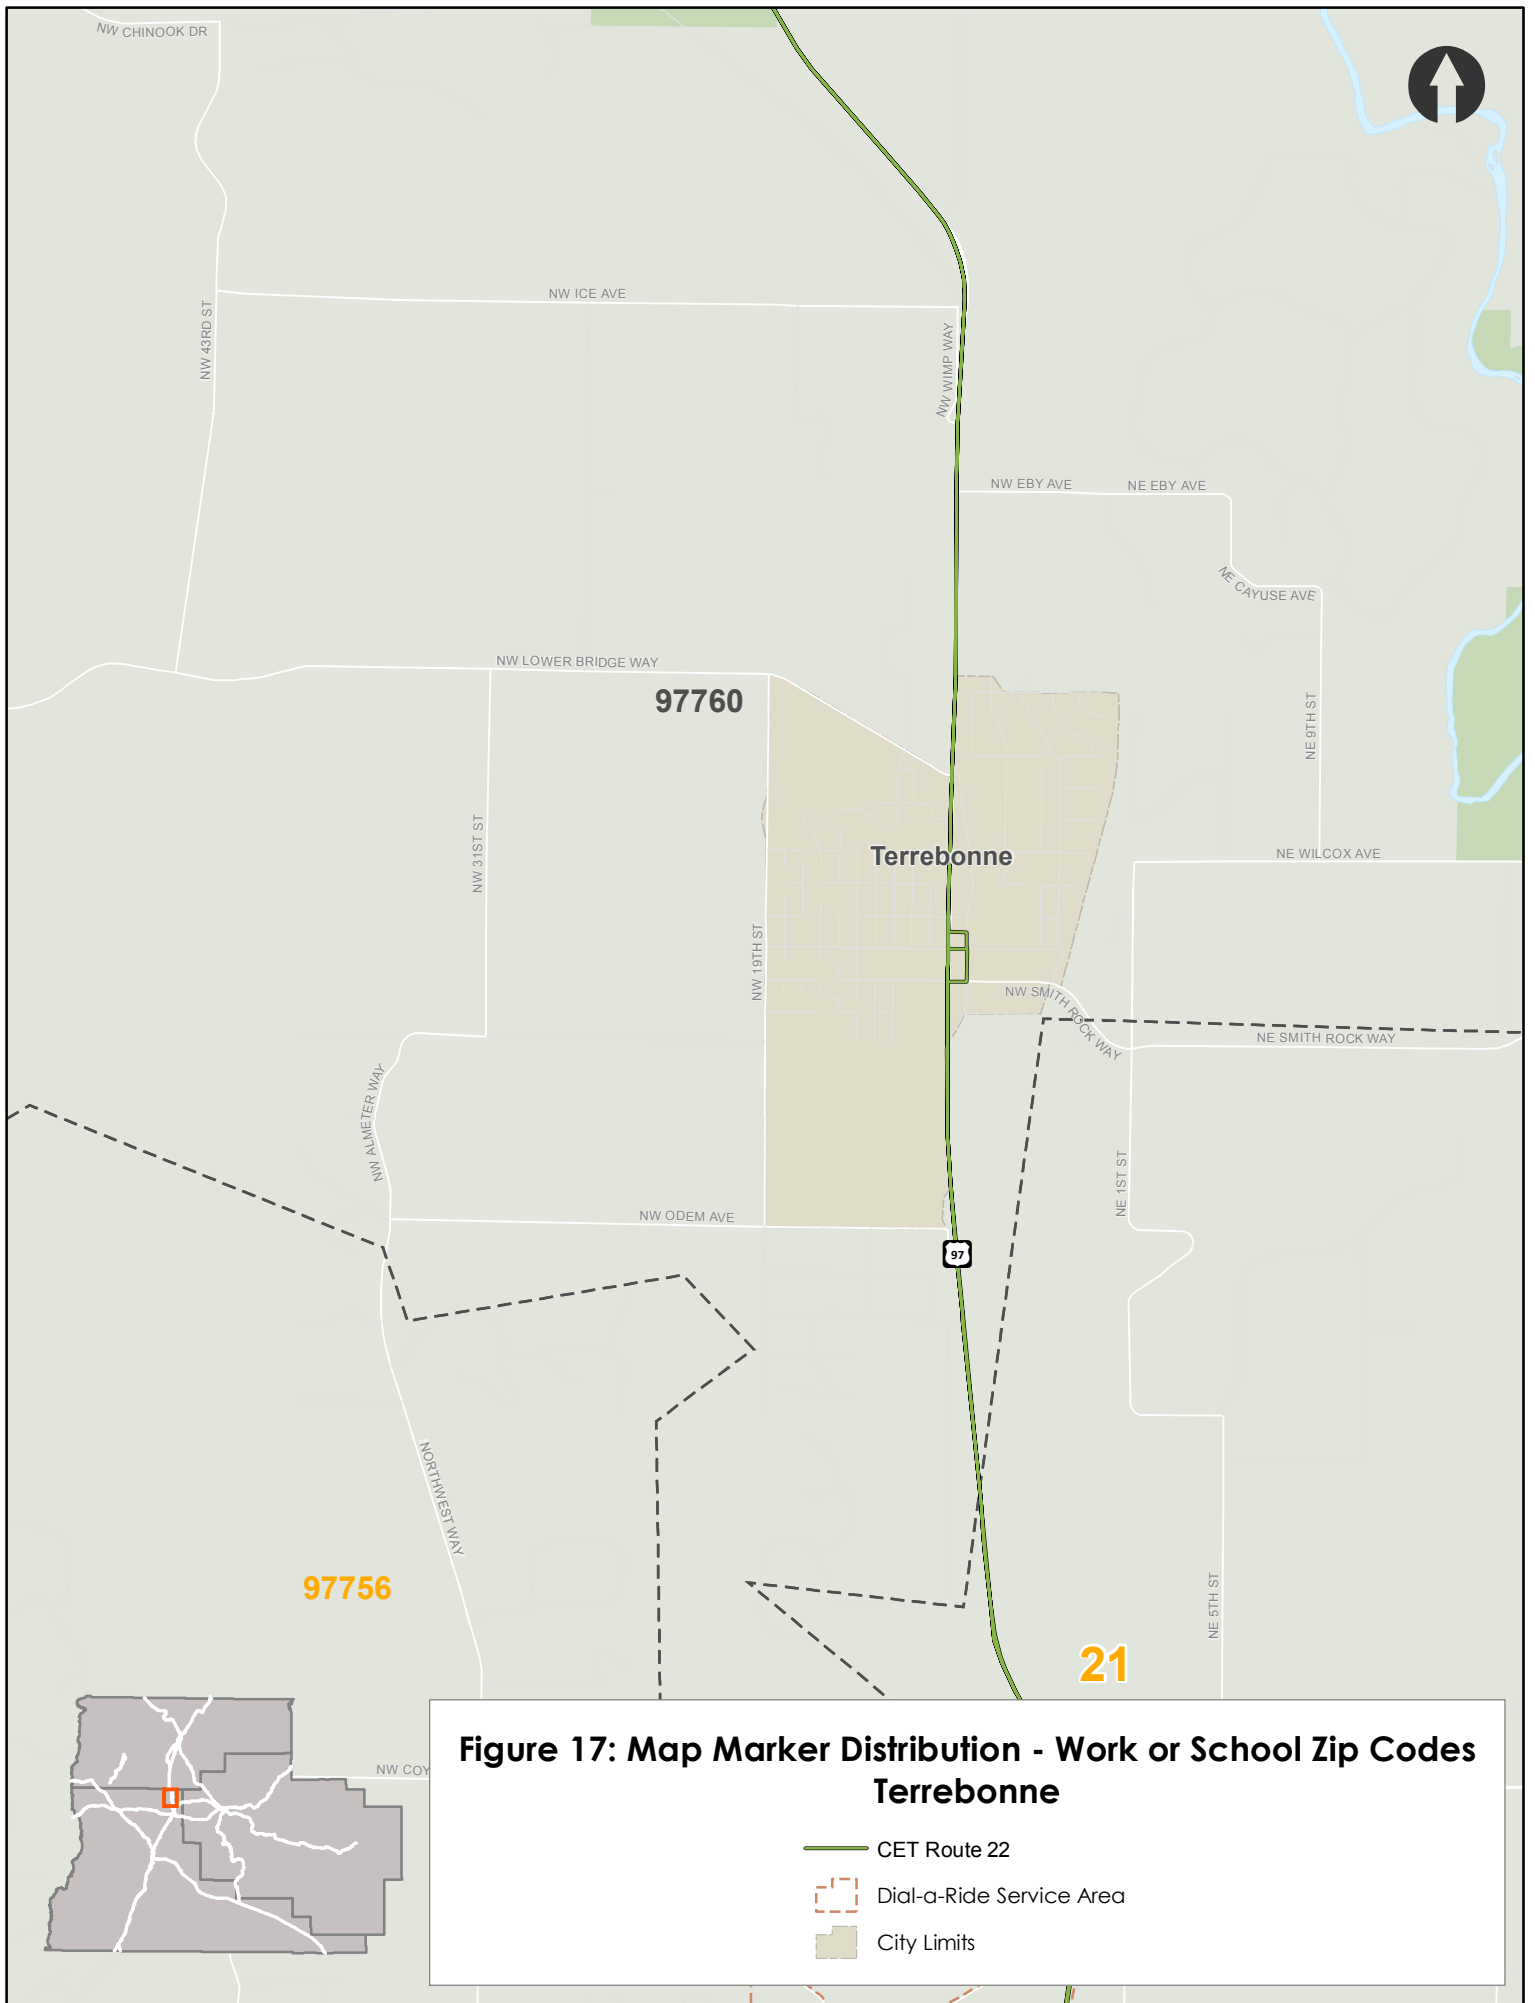 NW CHINOOK DR
NW ICE AVE
NW 43RD ST
NW WIMP WAY
NW EBY AVE
NE EBY AVE
NE CAYUSE AVE
NW LOWER BRIDGE WAY
97760
NE 9TH ST
NW 31ST ST
Terrebonne
NE WILCOX AVE
NW 19TH ST
NW SMITH ROCK WAY
NE SMITH ROCK WAY
NW ALMETER WAY
NE 1ST ST
NW ODEM AVE
97
NORTHWEST WAY
97756
NE 5TH ST
21
NW COY
Figure 17: Map Marker Distribution - Work or School Zip Codes
Terrebonne
CET Route 22
Dial-a-Ride Service Area
City Limits